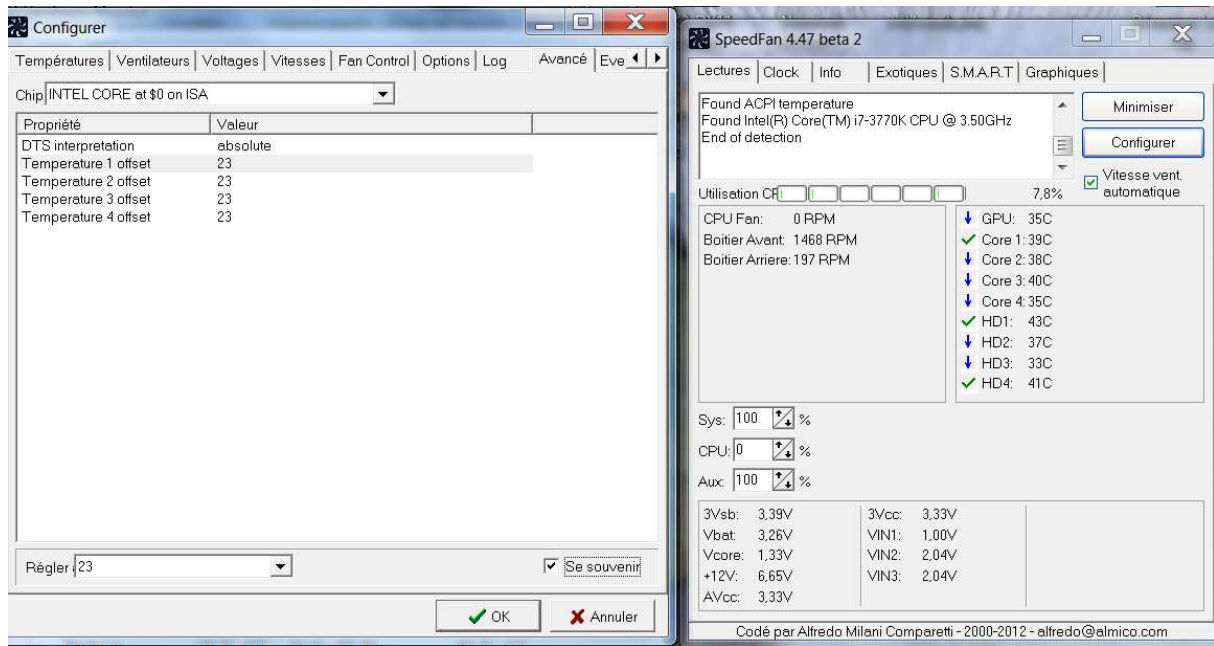 Configurer
Températures Ventilateurs Voltages Vitesses Fan Control Options Log Avancé Eve
Chip INTEL CORE at $0 on ISA
Propriété Valeur
DTS interpretation absolute
Temperature 1 offset 23
Temperature 2 offset 23
Temperature 3 offset 23
Temperature 4 offset 23
Régler 23 Se souvenir
OK Annuler
SpeedFan 4.47 beta 2
Lectures Clock Info Exotiques S.M.A.R.T Graphiques
Found ACPI temperature
Found Intel(R) Core(TM) i7-3770K CPU @ 3.50GHz
End of detection
Minimiser
Configurer
Vitesse vent.
automatique
Utilisation CP 7,8%
CPU Fan: 0 RPM
Boitier Avant: 1468 RPM
Boitier Arriere: 197 RPM
GPU: 35C
Core 1: 39C
Core 2: 38C
Core 3: 40C
Core 4: 35C
HD1: 43C
HD2: 37C
HD3: 33C
HD4: 41C
Sys: 100 %
CPU: 0 %
Aux: 100 %
3Vsb: 3,39V
Vbat: 3,26V
Vcore: 1,33V
+12V: 6,65V
AVcc: 3,33V
3Vcc: 3,33V
VIN1: 1,00V
VIN2: 2,04V
VIN3: 2,04V
Codé par Alfredo Milani Comparetti - 2000-2012 - alfredo@almico.com